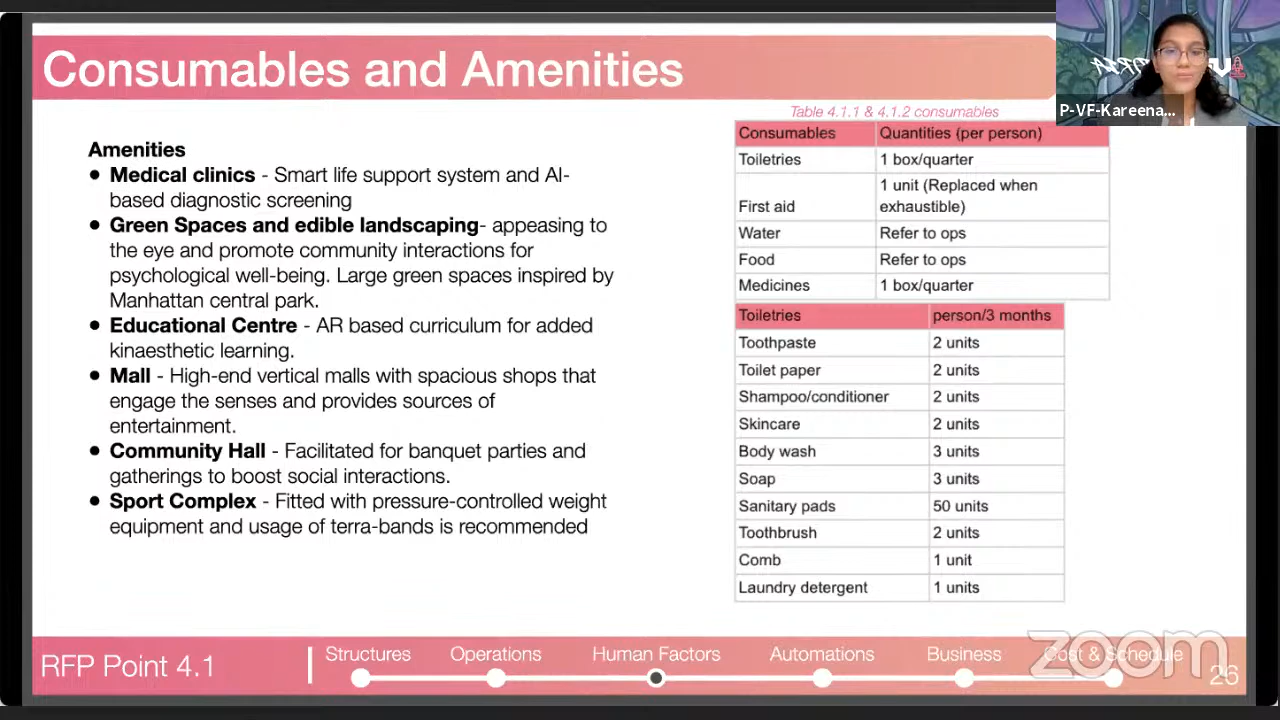 Consumables and Amenities
P-VF-Kareena...
Amenities
● Medical clinics - Smart life support system and AI-
based diagnostic screening
● Green Spaces and edible landscaping- appeasing to
the eye and promote community interactions for
psychological well-being. Large green spaces inspired by
Manhattan central park.
● Educational Centre - AR based curriculum for added
kinaesthetic learning.
● Mall - High-end vertical malls with spacious shops that
engage the senses and provides sources of
entertainment.
● Community Hall - Facilitated for banquet parties and
gatherings to boost social interactions.
● Sport Complex - Fitted with pressure-controlled weight
equipment and usage of terra-bands is recommended
Table 4.1.1 & 4.1.2 consumables
Consumables Quantities (per person)
Toiletries 1 box/quarter
First aid 1 unit (Replaced when
exhaustible)
Water Refer to ops
Food Refer to ops
Medicines 1 box/quarter
Toiletries person/3 months
Toothpaste 2 units
Toilet paper 2 units
Shampoo/conditioner 2 units
Skincare 2 units
Body wash 3 units
Soap 3 units
Sanitary pads 50 units
Toothbrush 2 units
Comb 1 unit
Laundry detergent 1 units
RFP Point 4.1
Structures Operations Human Factors Automations Business Cost & Schedule
zoom
26